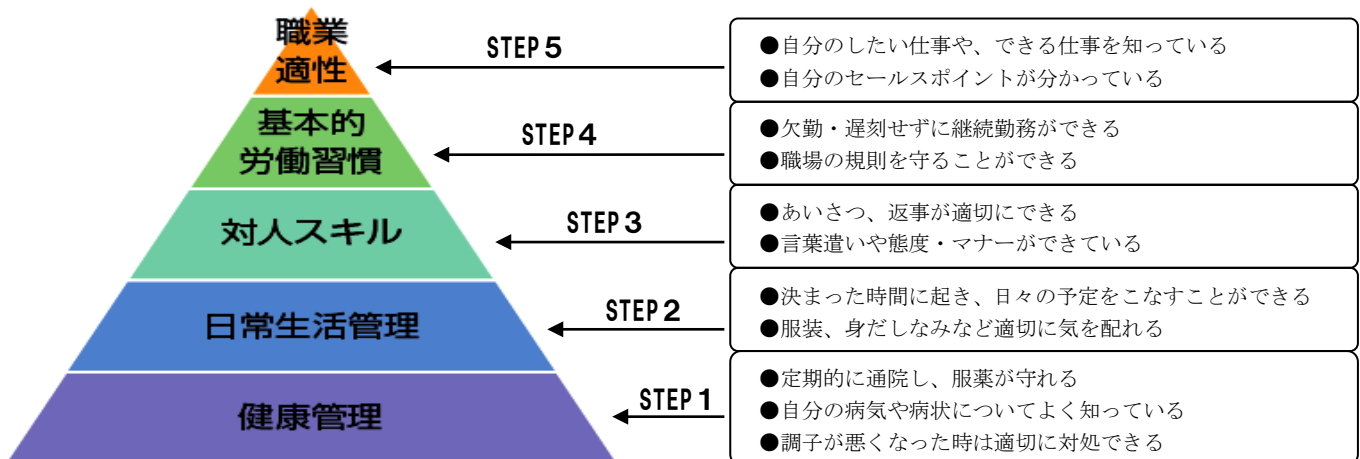 職業
適性
STEP 5
●自分のしたい仕事や、できる仕事を知っている
●自分のセールスポイントが分かっている
基本的
労働習慣
STEP 4
●欠勤・遅刻せずに継続勤務ができる
●職場の規則を守ることができる
対人スキル
STEP 3
●あいさつ、返事が適切にできる
●言葉遣いや態度・マナーができている
日常生活管理
STEP 2
●決まった時間に起き、日々の予定をこなすことができる
●服装、身だしなみなど適切に気を配れる
健康管理
STEP 1
●定期的に通院し、服薬が守れる
●自分の病気や病状についてよく知っている
●調子が悪くなった時は適切に対処できる